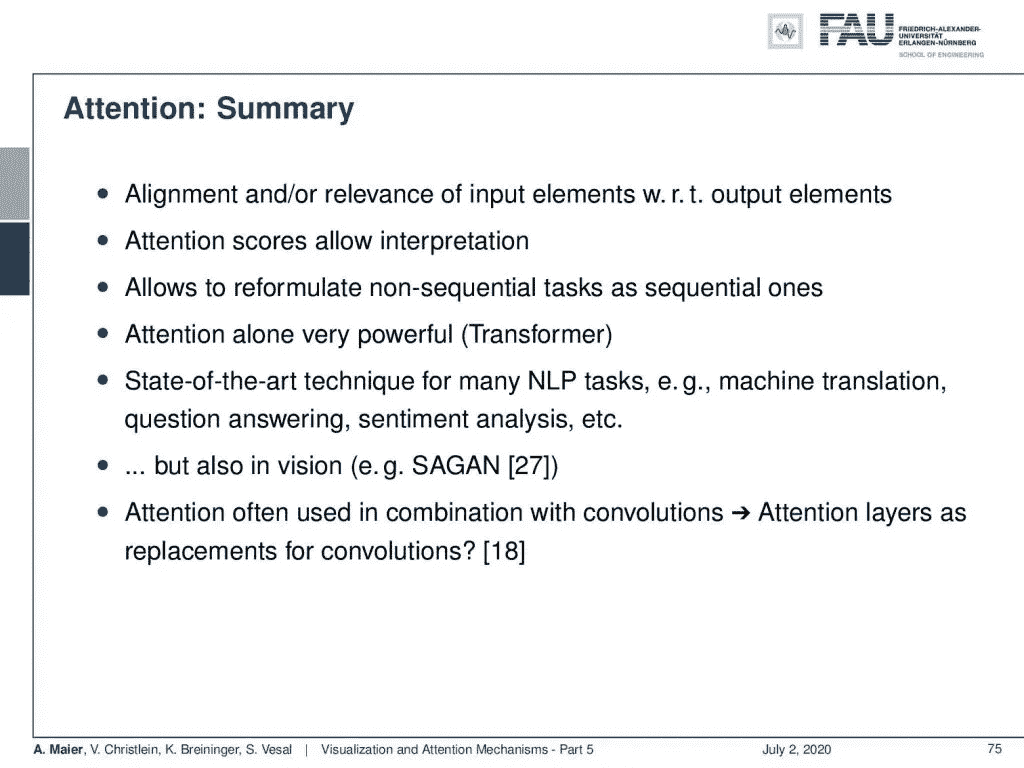 FAU
FRIEDRICH-ALEXANDER-
UNIVERSITÄT
ERLANGEN-NÜRNBERG
SCHOOL OF ENGINEERING
Attention: Summary
• Alignment and/or relevance of input elements w. r. t. output elements
• Attention scores allow interpretation
• Allows to reformulate non-sequential tasks as sequential ones
• Attention alone very powerful (Transformer)
• State-of-the-art technique for many NLP tasks, e. g., machine translation,
question answering, sentiment analysis, etc.
• ... but also in vision (e. g. SAGAN [27])
• Attention often used in combination with convolutions ➔ Attention layers as
replacements for convolutions? [18]
A. Maier, V. Christlein, K. Breininger, S. Vesal | Visualization and Attention Mechanisms - Part 5 July 2, 2020 75